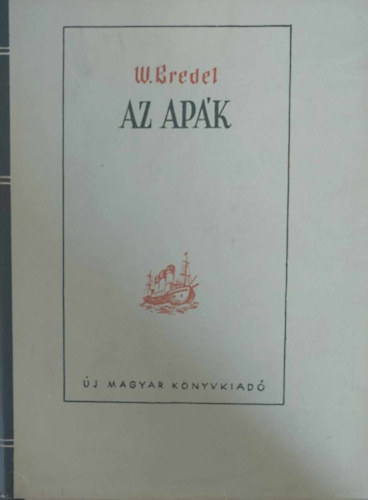 W. Bredel
AZ APÁK
ÚJ MAGYAR KÖNYVKIADÓ